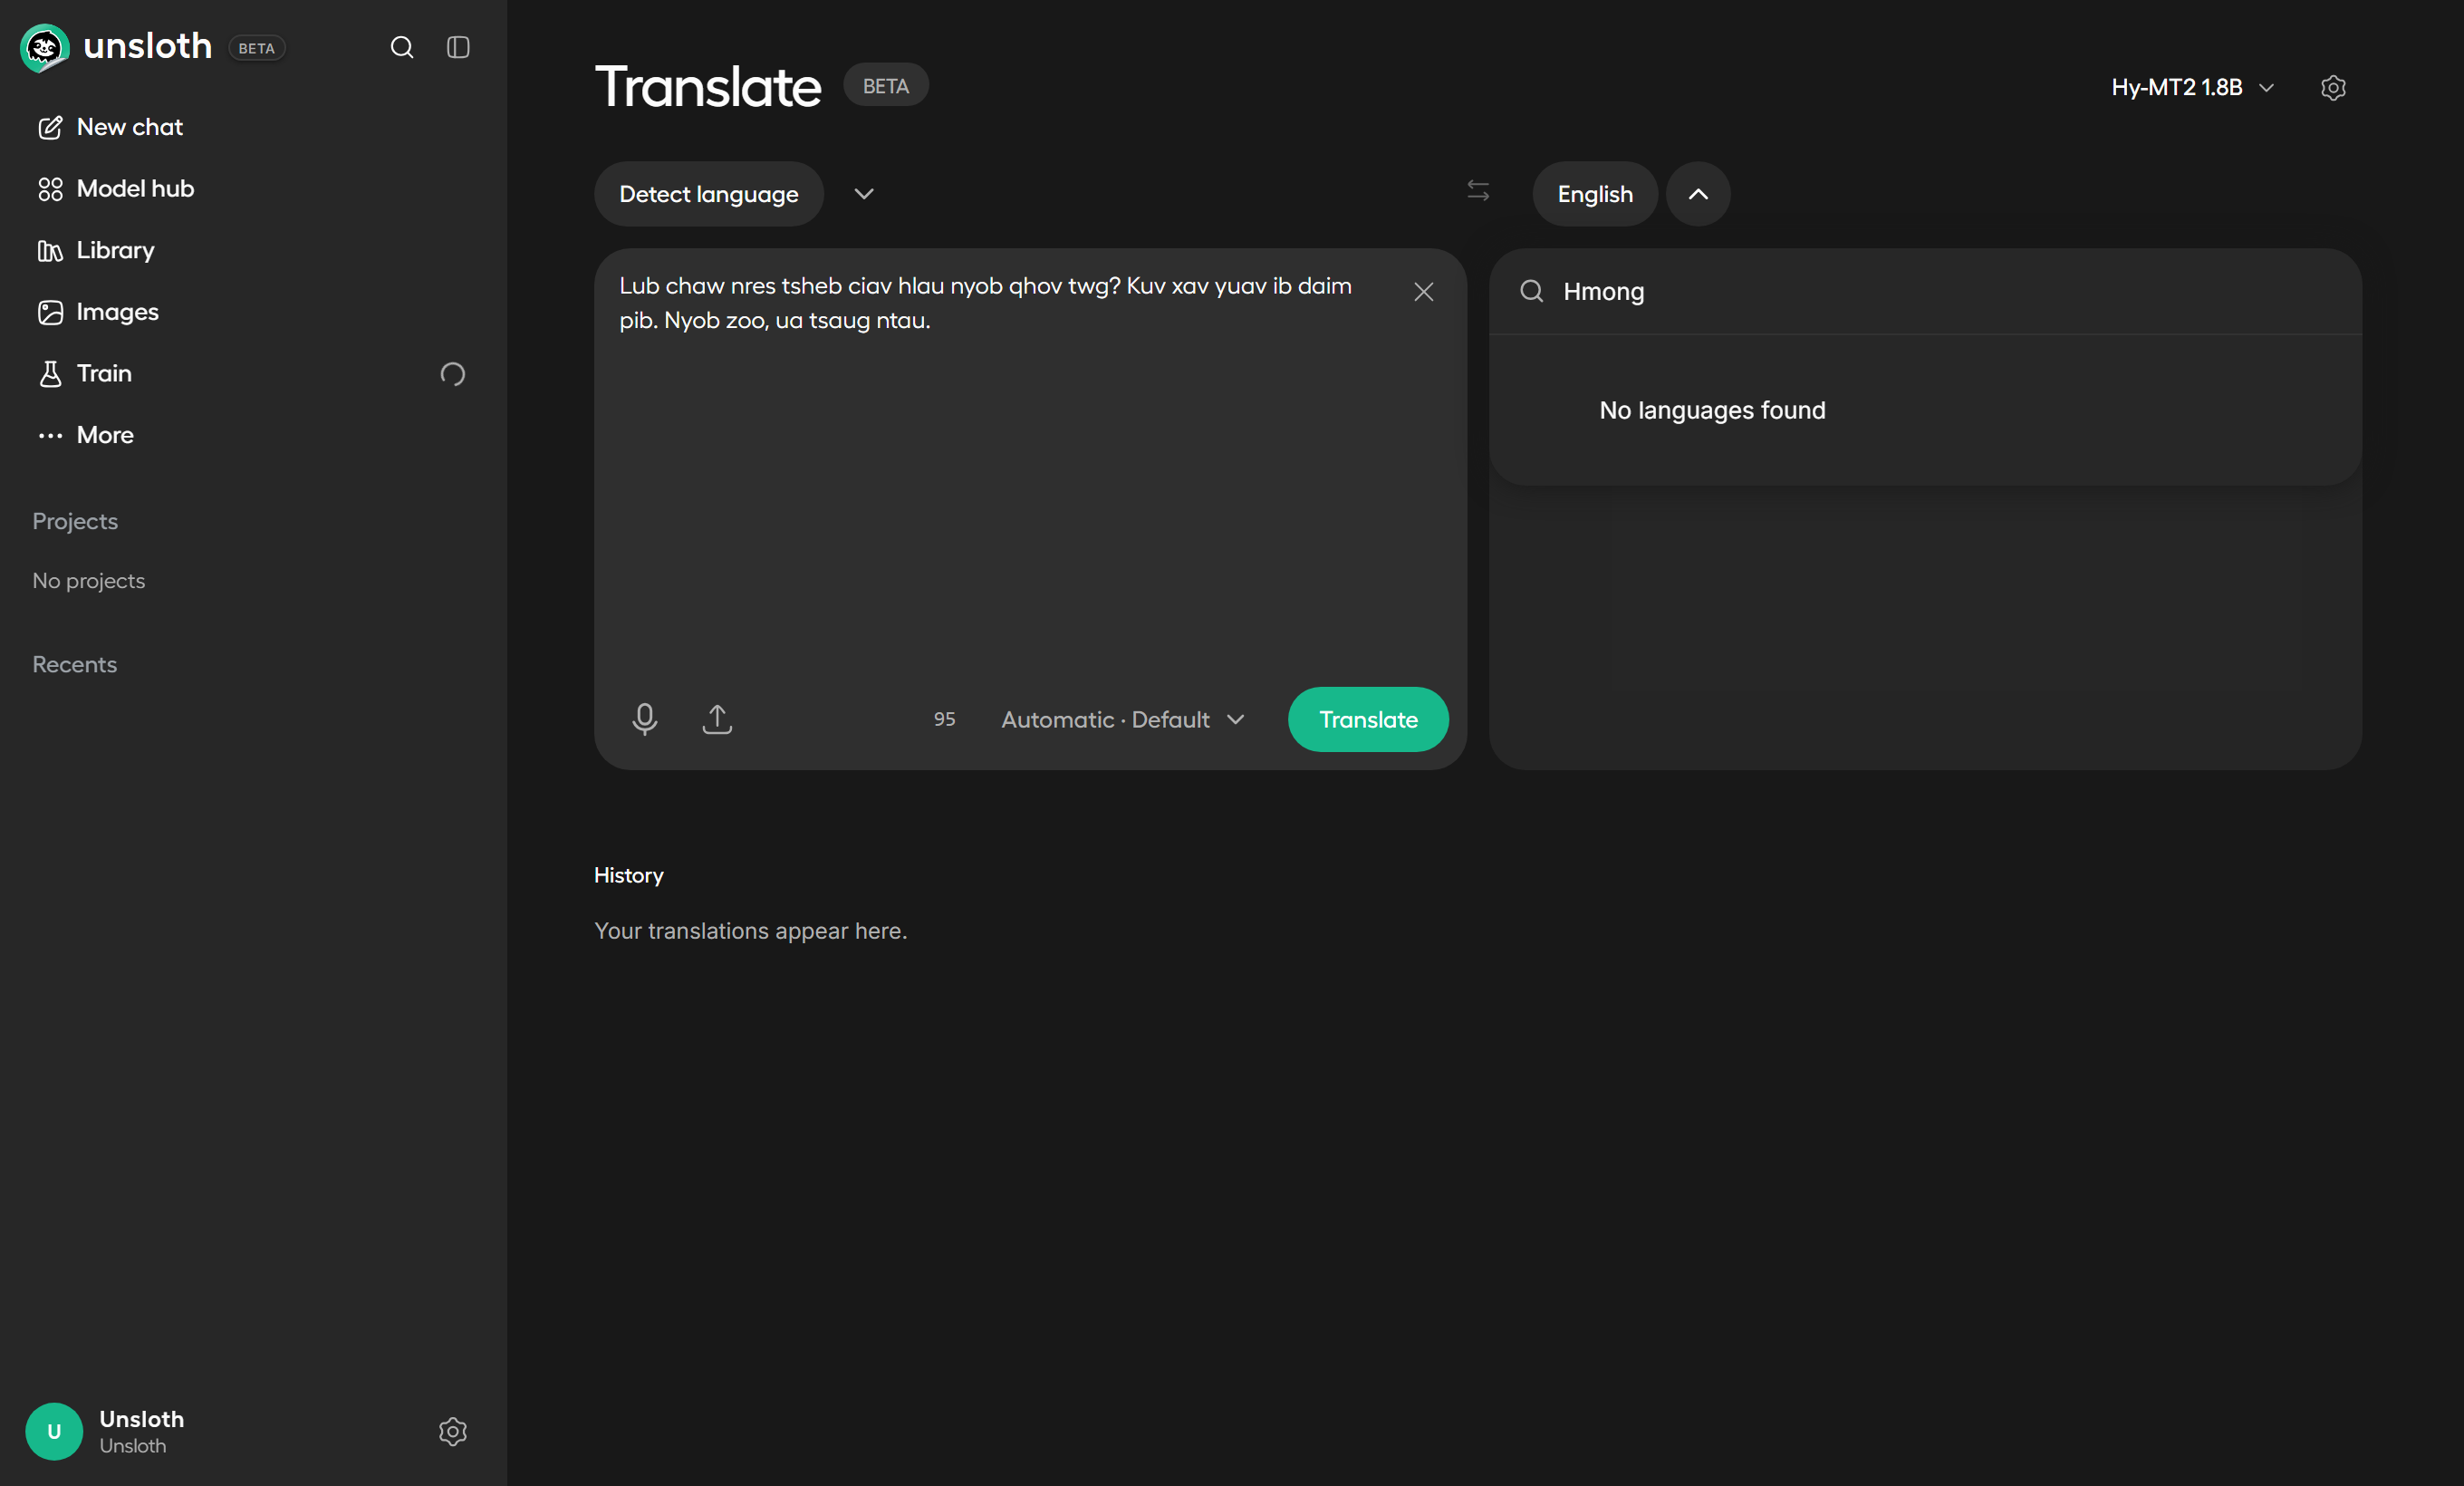 unsloth BETA
New chat
Model hub
Library
Images
Train
More
Projects
No projects
Recents
Unsloth
U
Unsloth
Translate BETA
Hy-MT2 1.8B
Detect language
English
Lub chaw nres tsheb ciav hlau nyob qhov twg? Kuv xav yuav ib daim
pib. Nyob zoo, ua tsaug ntau.
95 Automatic · Default Translate
Hmong
No languages found
History
Your translations appear here.